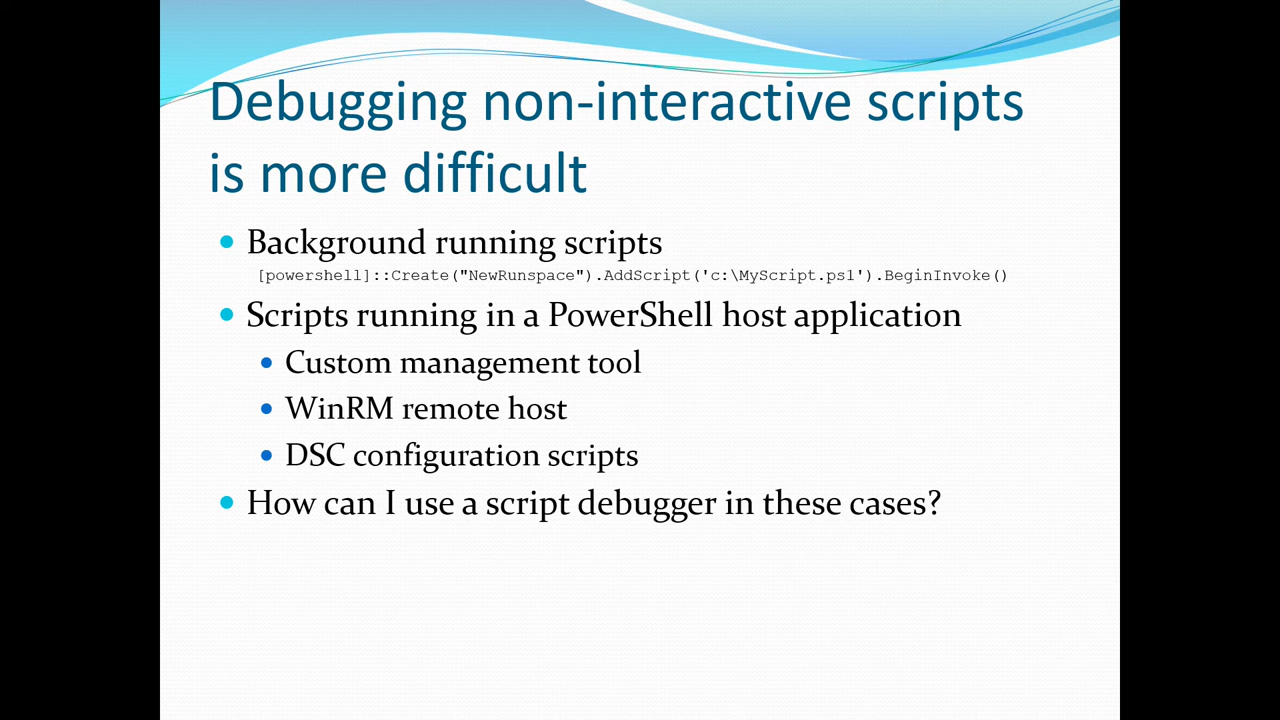 Debugging non-interactive scripts
is more difficult
Background running scripts
[powershell]::Create("NewRunspace").AddScript('c:\MyScript.ps1').BeginInvoke()
Scripts running in a PowerShell host application
Custom management tool
WinRM remote host
DSC configuration scripts
How can I use a script debugger in these cases?